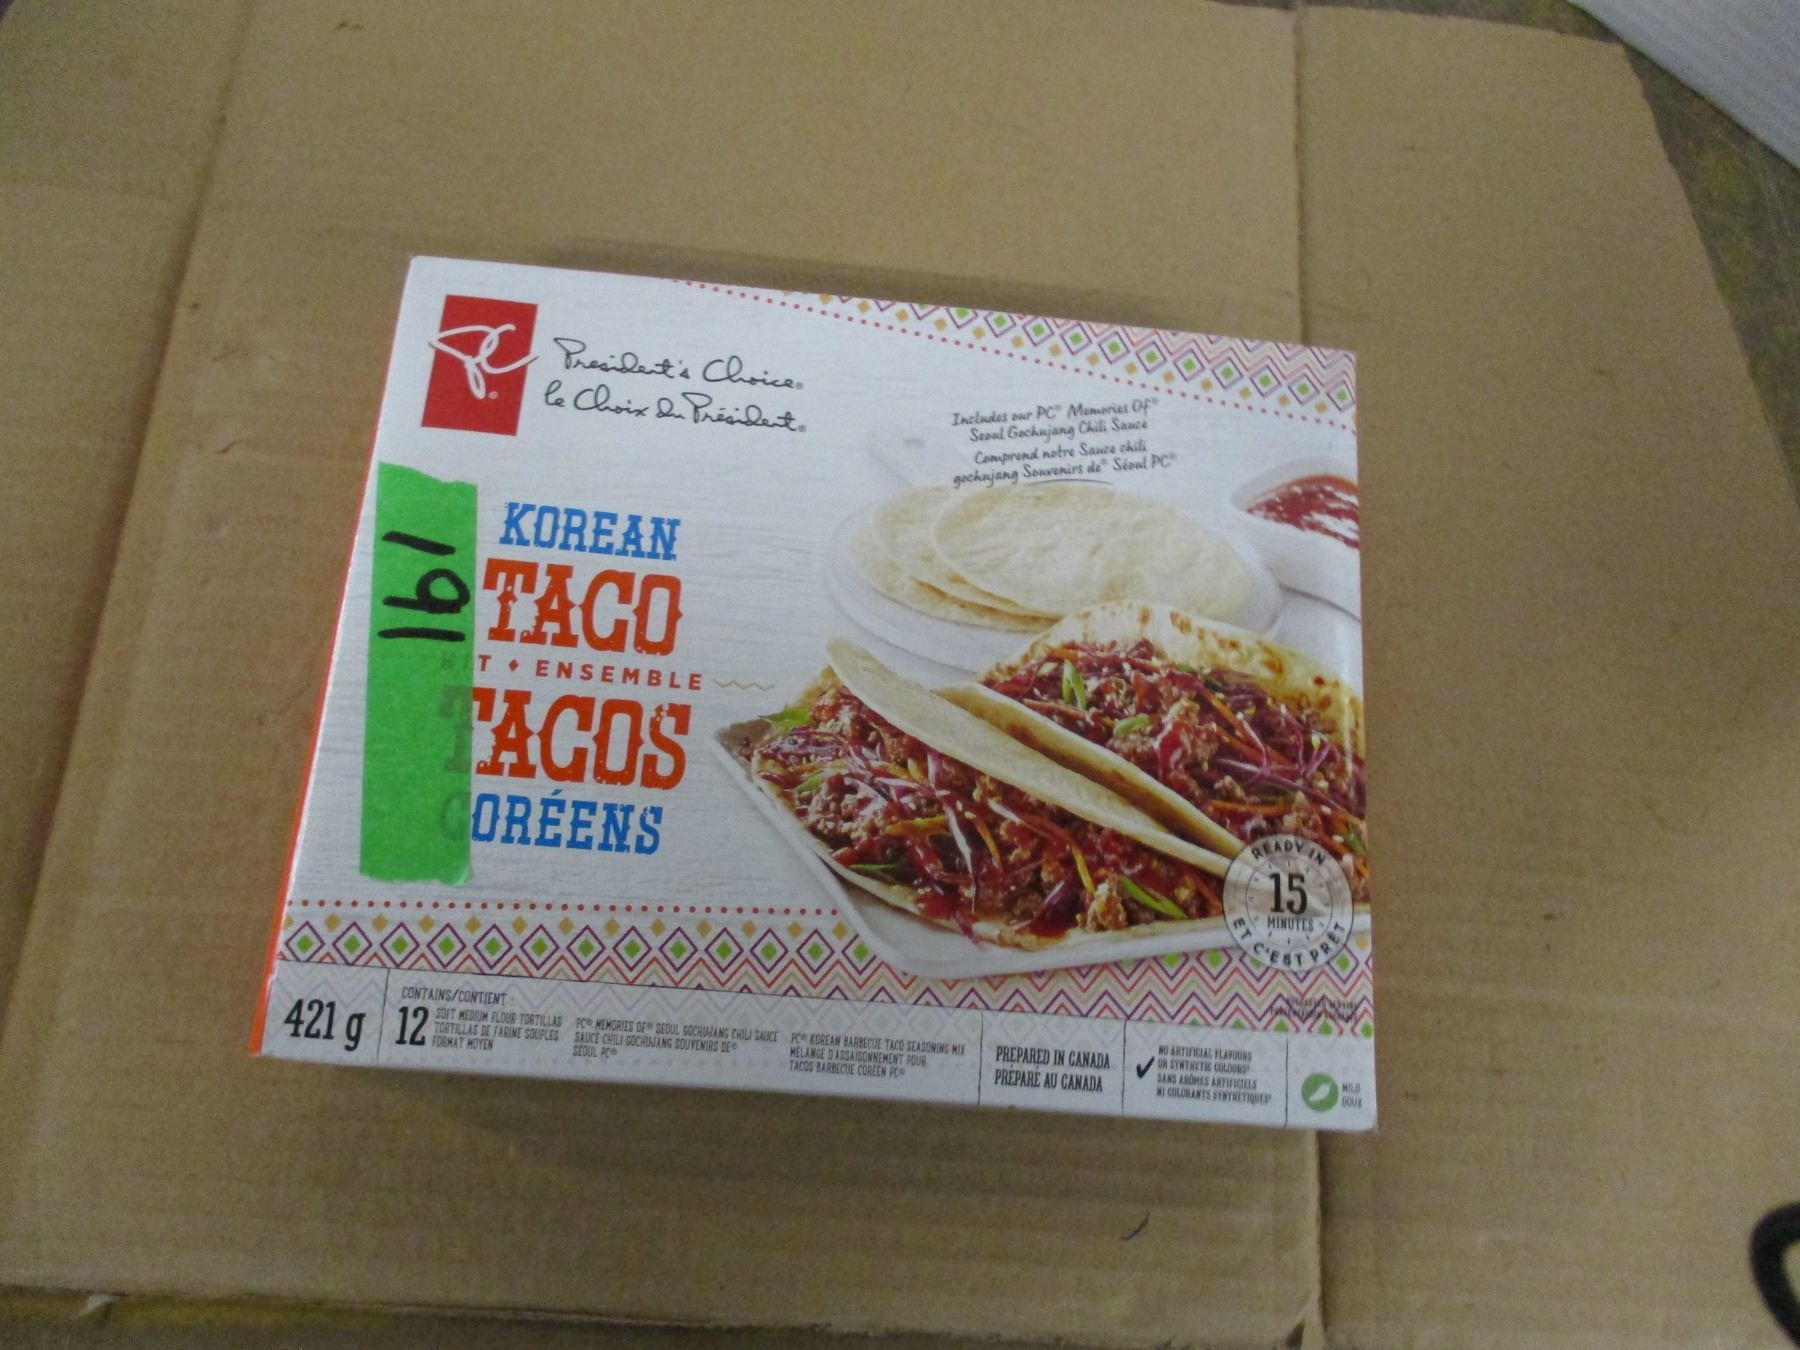 PC
President's Choice®
le Choix du Président®
Includes our PC® Memories Of®
Seoul Gochujang Chili Sauce
Comprend notre Sauce chili
gochujang Souvenirs de® Séoul PC®
191
KOREAN
TACO
KIT ♦ ENSEMBLE
TACOS
CORÉENS
READY IN
15
MINUTES
ET C'EST PRÊT
421 g
CONTAINS/CONTIENT :
12
SOFT MEDIUM FLOUR TORTILLAS
TORTILLAS DE FARINE SOUPLES
FORMAT MOYEN
PC® MEMORIES OF® SEOUL GOCHUJANG CHILI SAUCE
SAUCE CHILI GOCHUJANG SOUVENIRS DE®
SÉOUL PC®
PC® KOREAN BARBECUE TACO SEASONING MIX
MÉLANGE D'ASSAISONNEMENT POUR
TACOS BARBECUE CORÉEN PC®
PREPARED IN CANADA
PRÉPARÉ AU CANADA
NO ARTIFICIAL FLAVOURS
OR SYNTHETIC COLOURS
SANS ARÔMES ARTIFICIELS
NI COLORANTS SYNTHÉTIQUES
MILD
DOUX